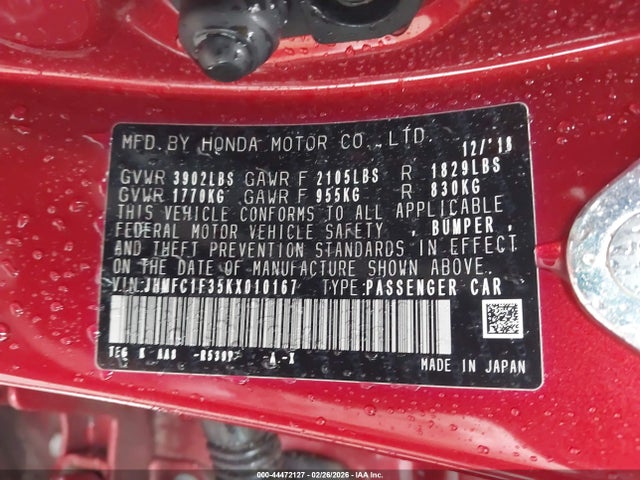 MFD. BY HONDA MOTOR CO., LTD. 12/'18
GVWR 3902LBS GAWR F 2105LBS R 1829LBS
GVWR 1770KG GAWR F 955KG R 830KG
THIS VEHICLE CONFORMS TO ALL APPLICABLE
FEDERAL MOTOR VEHICLE SAFETY , BUMPER ,
AND THEFT PREVENTION STANDARDS IN EFFECT
ON THE DATE OF MANUFACTURE SHOWN ABOVE.
VIN:JHMFC1F35KX010167 TYPE:PASSENGER CAR
TEG K AA0 -R539P -A.-X
MADE IN JAPAN
000-44472127 - 02/26/2026 - © IAA Inc.